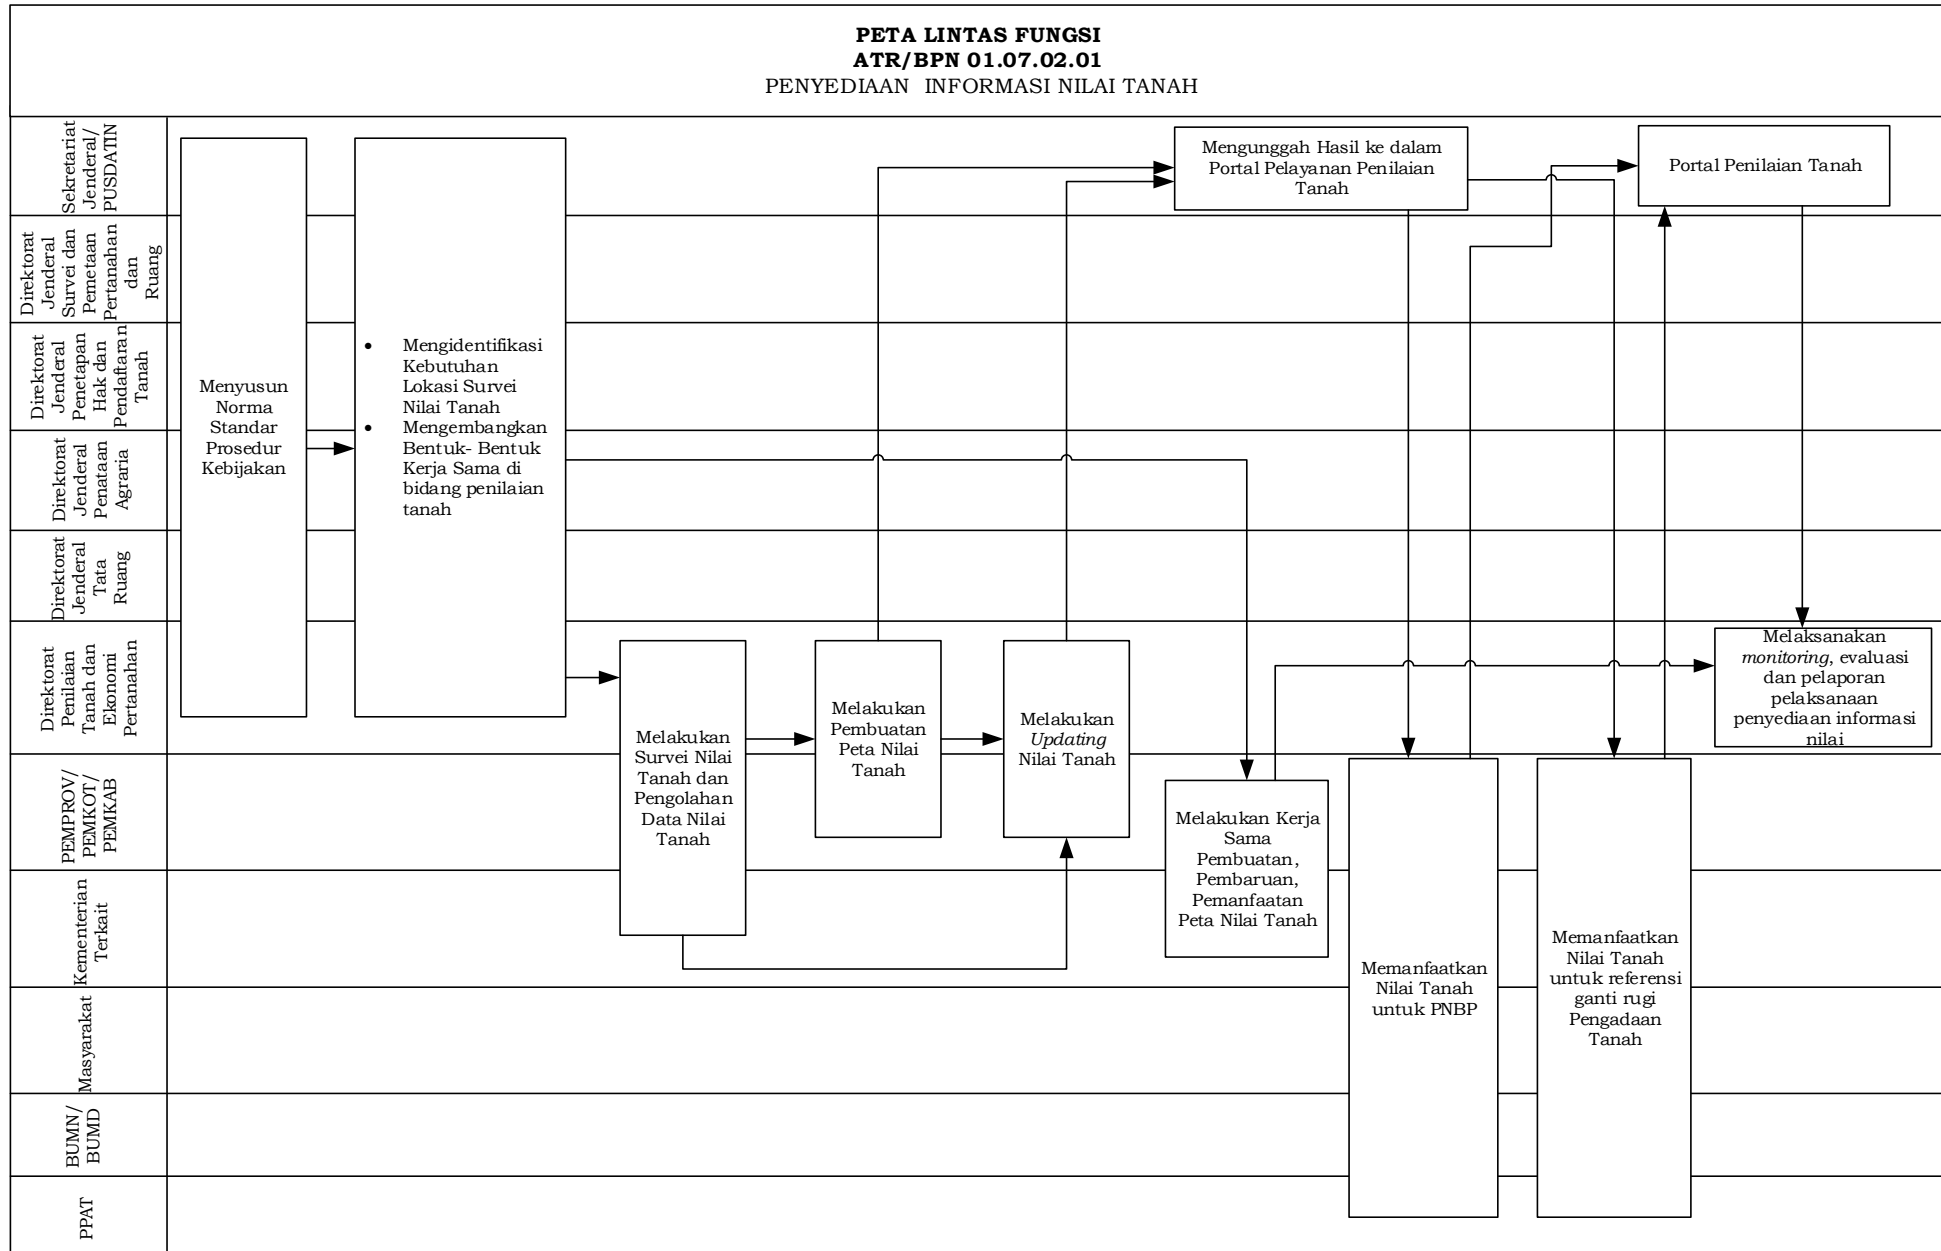 PETA LINTAS FUNGSI
ATR/BPN 01.07.02.01
PENYEDIAAN INFORMASI NILAI TANAH
Sekretariat
Jenderal/
PUSDATIN
Direktorat
Jenderal
Survei dan
Pemetaan
Pertanahan
dan
Ruang
Direktorat
Jenderal
Penetapan
Hak dan
Pendaftaran
Tanah
Direktorat
Jenderal
Penataan
Agraria
Direktorat
Jenderal
Tata
Ruang
Direktorat
Penilaian
Tanah dan
Ekonomi
Pertanahan
PEMPROV/
PEMKOT/
PEMKAB
Kementerian
Terkait
Masyarakat
BUMN/
BUMD
PPAT
Menyusun
Norma
Standar
Prosedur
Kebijakan
• Mengidentifikasi
Kebutuhan
Lokasi Survei
Nilai Tanah
• Mengembangkan
Bentuk- Bentuk
Kerja Sama di
bidang penilaian
tanah
Melakukan
Survei Nilai
Tanah dan
Pengolahan
Data Nilai
Tanah
Melakukan
Pembuatan
Peta Nilai
Tanah
Melakukan
Updating
Nilai Tanah
Mengunggah Hasil ke dalam
Portal Pelayanan Penilaian
Tanah
Melakukan Kerja
Sama
Pembuatan,
Pembaruan,
Pemanfaatan
Peta Nilai Tanah
Memanfaatkan
Nilai Tanah
untuk PNBP
Memanfaatkan
Nilai Tanah
untuk referensi
ganti rugi
Pengadaan
Tanah
Portal Penilaian Tanah
Melaksanakan
monitoring, evaluasi
dan pelaporan
pelaksanaan
penyediaan informasi
nilai